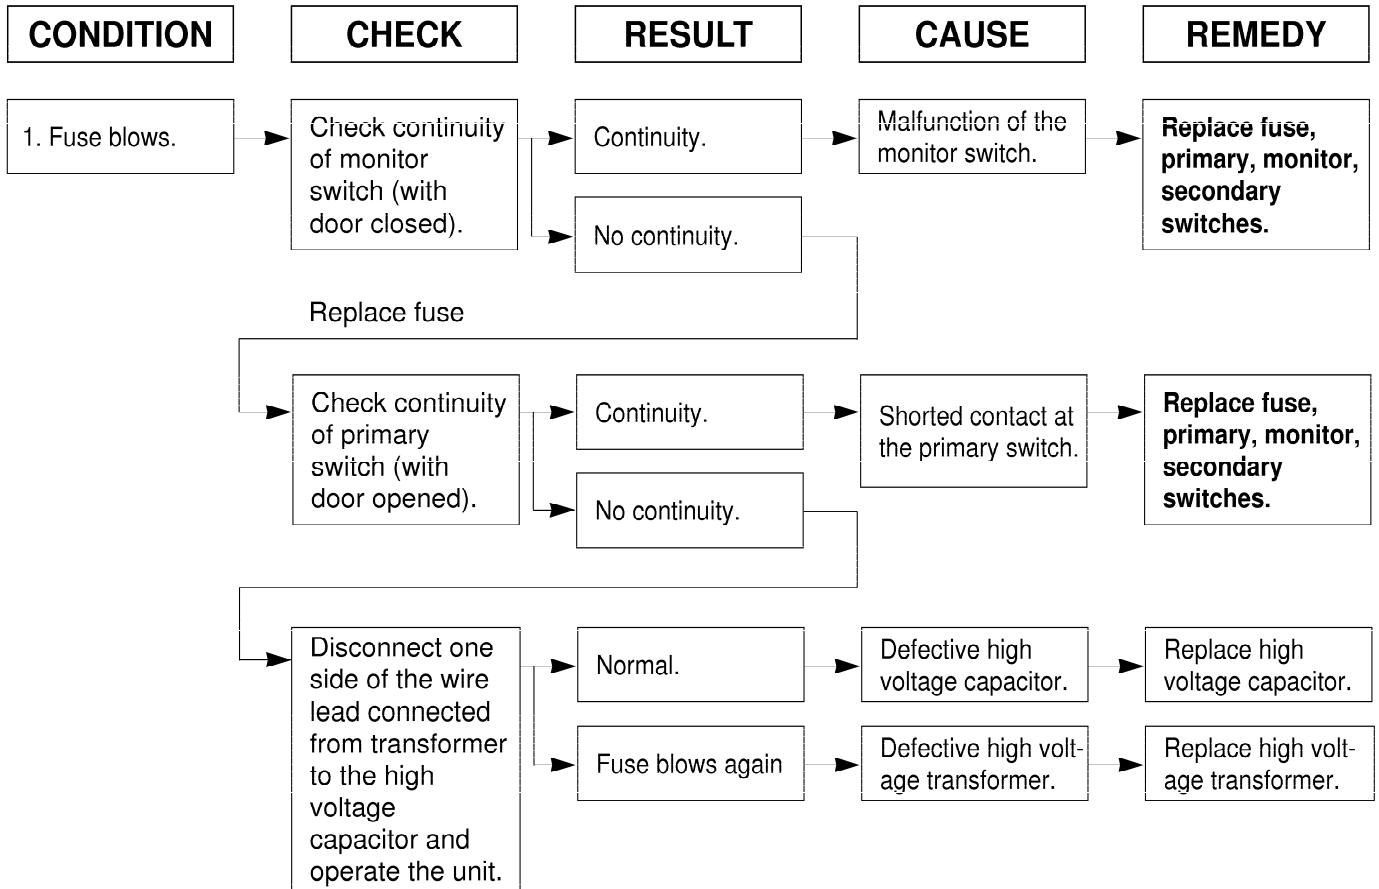 CONDITION
CHECK
RESULT
CAUSE
REMEDY
1. Fuse blows.
Check continuity
of monitor
switch (with
door closed).
Continuity.
Malfunction of the
monitor switch.
Replace fuse,
primary, monitor,
secondary
switches.
No continuity.
Replace fuse
Check continuity
of primary
switch (with
door opened).
Continuity.
Shorted contact at
the primary switch.
Replace fuse,
primary, monitor,
secondary
switches.
No continuity.
Disconnect one
side of the wire
lead connected
from transformer
to the high
voltage
capacitor and
operate the unit.
Normal.
Defective high
voltage capacitor.
Replace high
voltage capacitor.
Fuse blows again
Defective high volt-
age transformer.
Replace high volt-
age transformer.